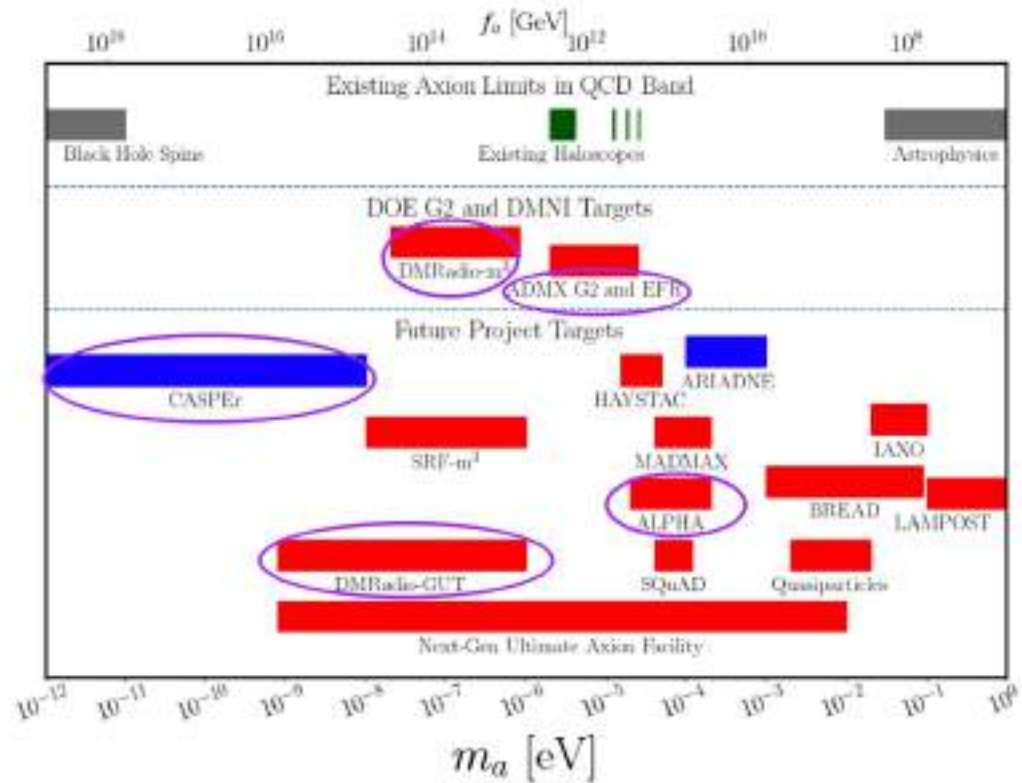 f_a [GeV]
10^18 10^16 10^14 10^12 10^8
Existing Axion Limits in QCD Band
Black Hole Spins Existing Haloscopes Astrophysics
DOE G2 and DMNI Targets
DMRadio-m³
ADMX G2 and EFR
Future Project Targets
ARIADNE
CASPEr HAYSTAC
IAXO
SRF-m³ MADMAX
BREAD
ALPHA LAMPOST
DMRadio-GUT SQuAD Quasiparticles
Next-Gen Ultimate Axion Facility
10^−12 10^−11 10^−10 10^−9 10^−8 10^−7 10^−6 10^−5 10^−4 10^−3 10^−2 10^−1 10^0
m_a [eV]